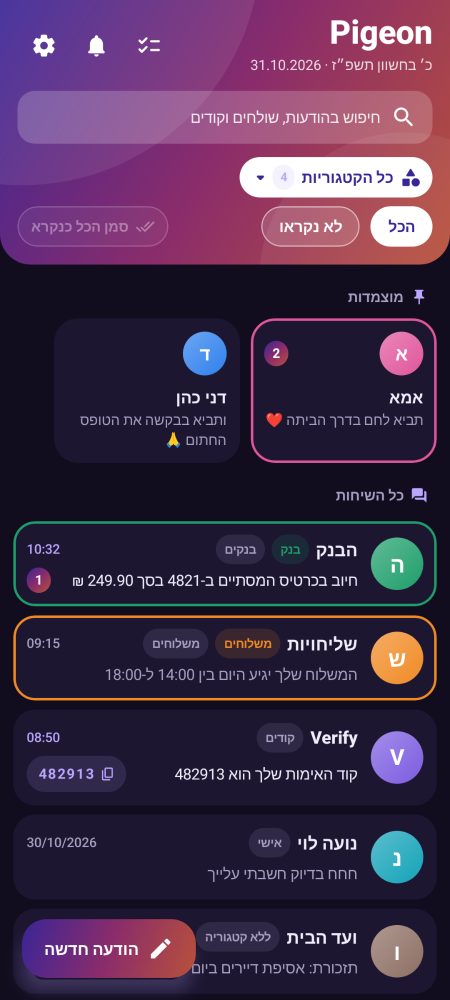 Pigeon
כ׳ בחשוון תשפ״ז · 31.10.2026
חיפוש בהודעות, שולחים וקודים
כל הקטגוריות 4
הכל
לא נקראו
סמן הכל כנקרא
מוצמדות
א
2
אמא
תביא לחם בדרך הביתה ❤️
ד
דני כהן
ותביא בבקשה את הטופס
החתום 🙏
כל השיחות
ה
הבנק בנק בנקים 10:32
חיוב בכרטיס המסתיים ב-4821 בסך 249.90 ₪ 1
ש
שליחויות משלוחים משלוחים 09:15
המשלוח שלך יגיע היום בין 14:00 ל-18:00
V
Verify קודים 08:50
קוד האימות שלך הוא 482913 482913
נ
נועה לוי אישי 30/10/2026
חחח בדיוק חשבתי עלייך
ו
ועד הבית ללא קטגוריה
תזכורת: אסיפת דיירים ביום
הודעה חדשה